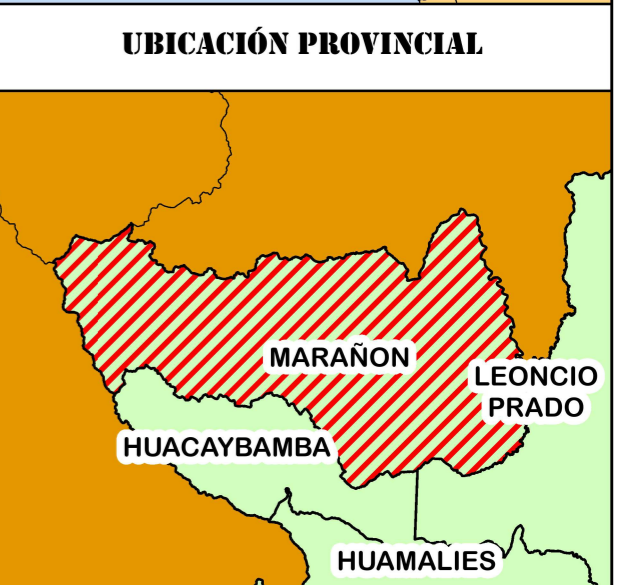 UBICACIÓN PROVINCIAL
MARAÑON
LEONCIO
PRADO
HUACAYBAMBA
HUAMALIES